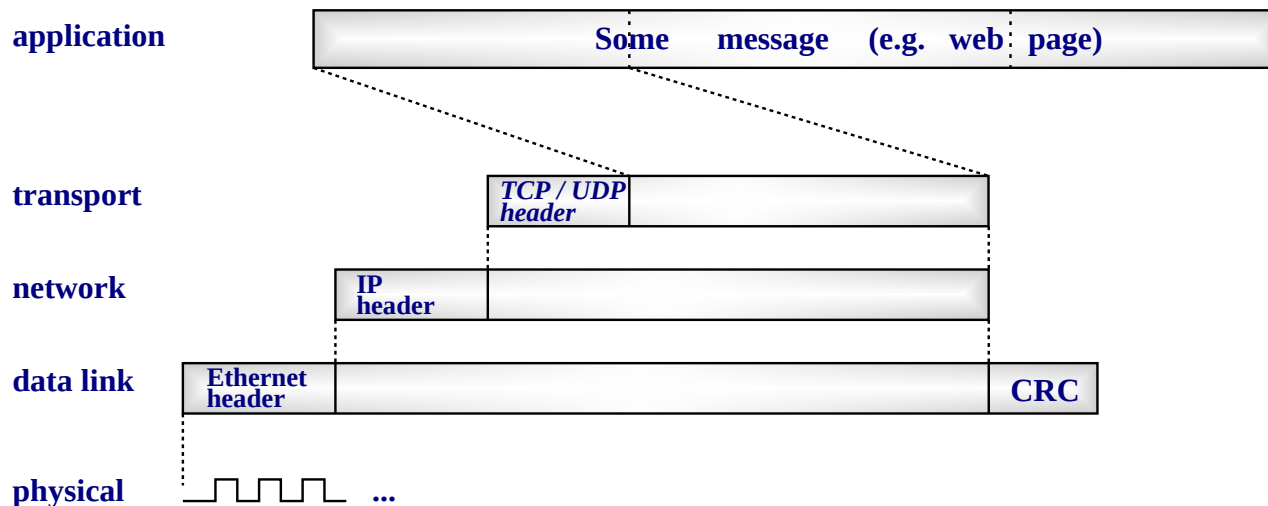 application
Some message (e.g. web page)
transport
TCP / UDP
header
network
IP
header
data link
Ethernet
header
CRC
physical
...